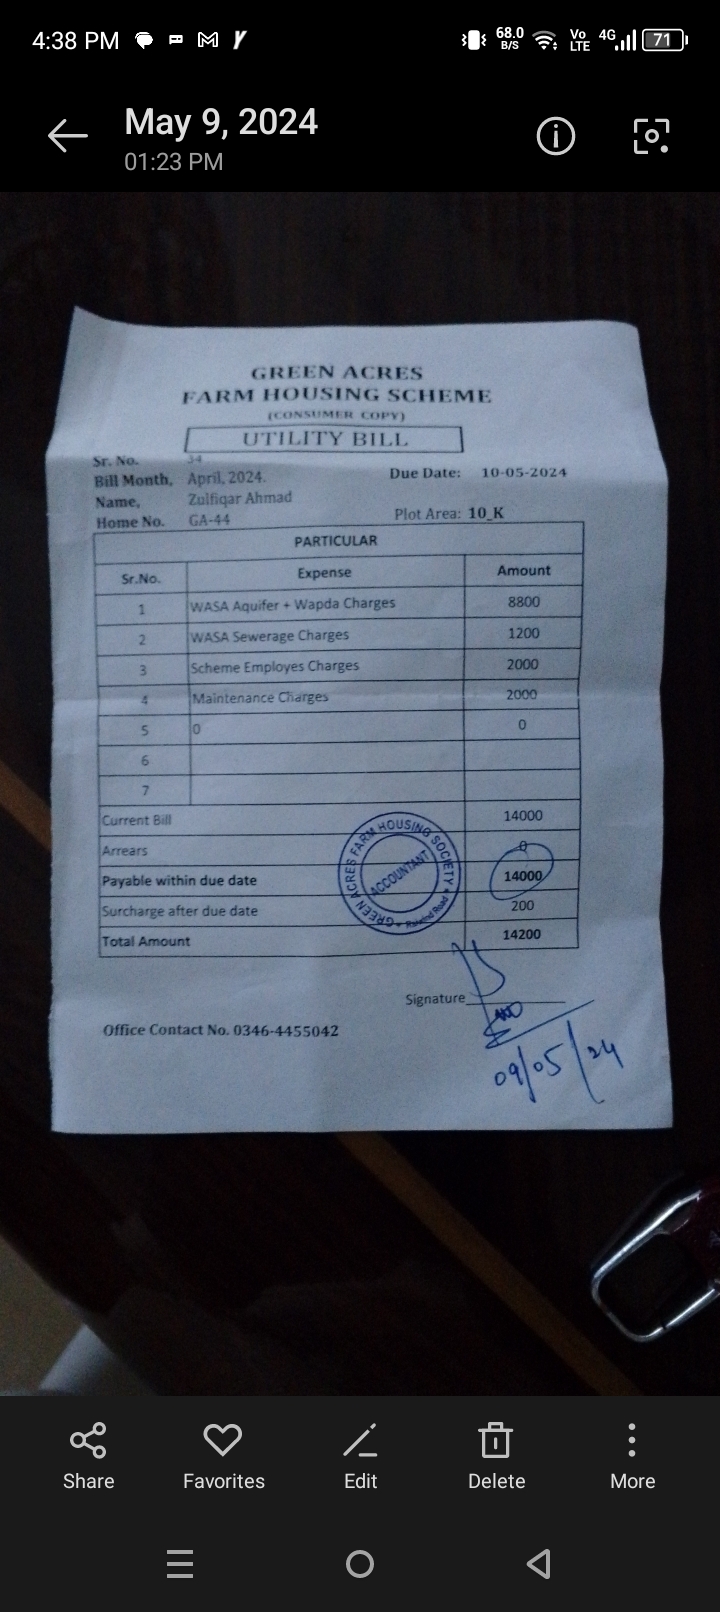 4:38 PM 68.0 B/S Vo LTE 4G 71
May 9, 2024
01:23 PM
GREEN ACRES
FARM HOUSING SCHEME
(CONSUMER COPY)
UTILITY BILL
Sr. No. 34
Bill Month, April, 2024. Due Date: 10-05-2024
Name, Zulfiqar Ahmad
Home No. GA-44 Plot Area: 10_K
PARTICULAR
Sr.No. Expense Amount
1 WASA Aquifer + Wapda Charges 8800
2 WASA Sewerage Charges 1200
3 Scheme Employes Charges 2000
4 Maintenance Charges 2000
5 0 0
6
7
Current Bill 14000
Arrears 0
Payable within due date 14000
Surcharge after due date 200
Total Amount 14200
GREEN ACRES FARM HOUSING SOCIETY
ACCOUNTANT
Raiwind Road
Signature
Office Contact No. 0346-4455042
09/05/24
Share Favorites Edit Delete More